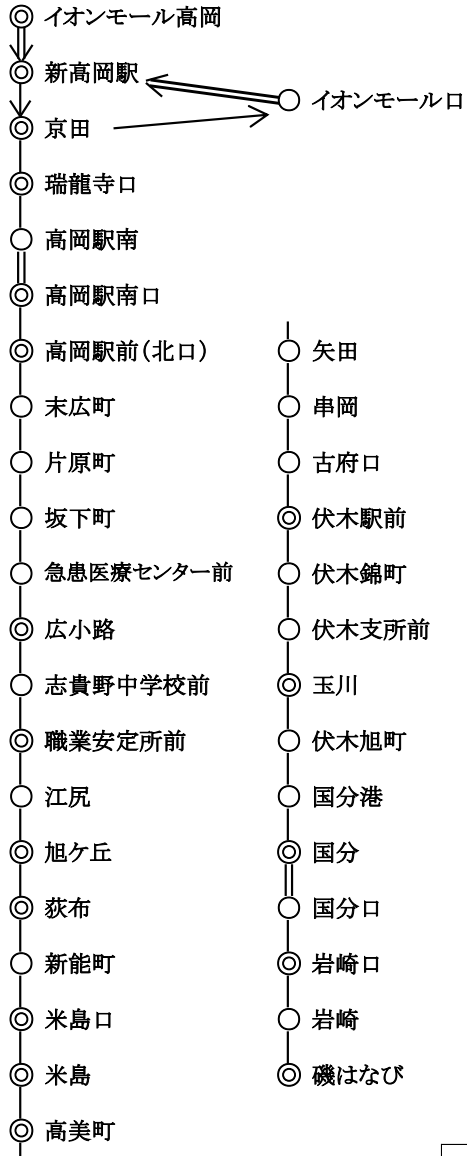 イオンモール高岡
新高岡駅
イオンモール口
京田
瑞龍寺口
高岡駅南
高岡駅南口
高岡駅前(北口)
末広町
片原町
坂下町
急患医療センター前
広小路
志貴野中学校前
職業安定所前
江尻
旭ケ丘
荻布
新能町
米島口
米島
高美町
矢田
串岡
古府口
伏木駅前
伏木錦町
伏木支所前
玉川
伏木旭町
国分港
国分
国分口
岩崎口
岩崎
磯はなび